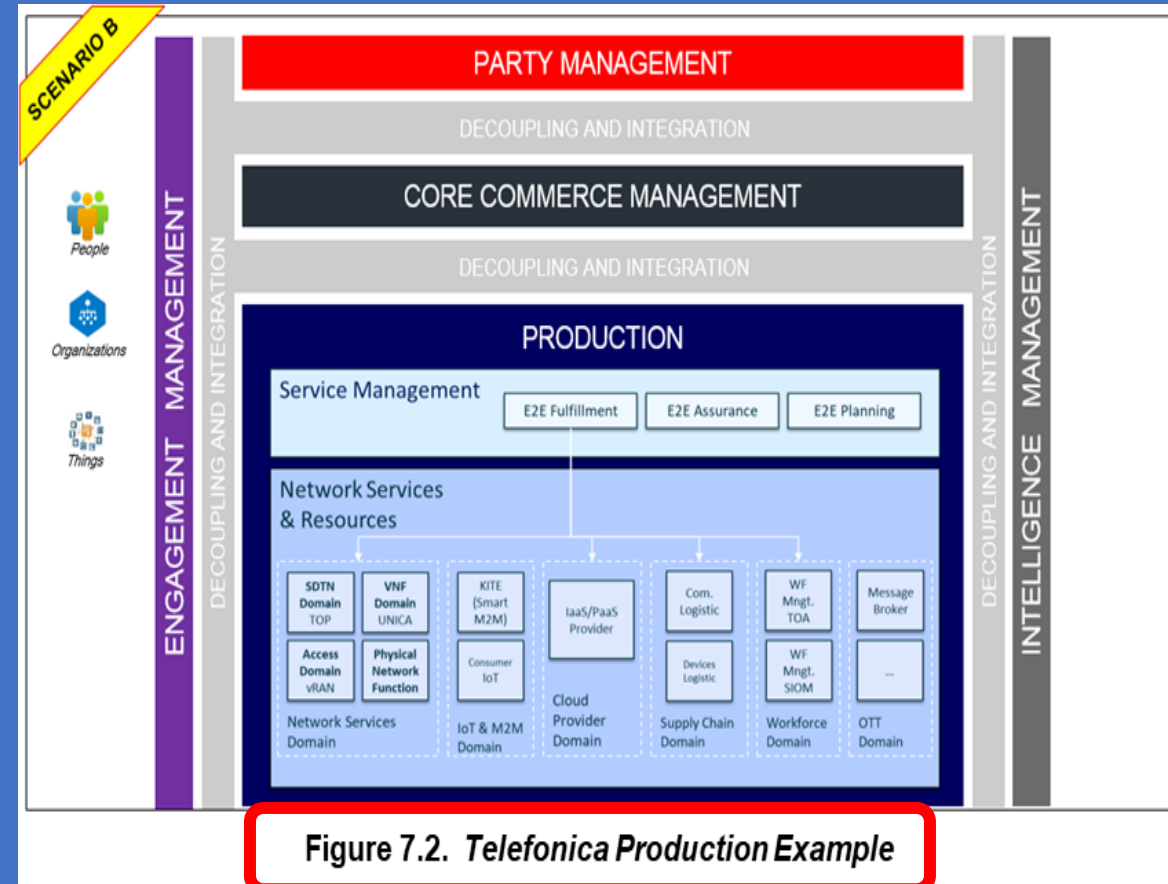 SCENARIO B
PARTY MANAGEMENT
DECOUPLING AND INTEGRATION
CORE COMMERCE MANAGEMENT
DECOUPLING AND INTEGRATION
People
Organizations
Things
ENGAGEMENT MANAGEMENT
DECOUPLING AND INTEGRATION
PRODUCTION
Service Management
E2E Fulfillment
E2E Assurance
E2E Planning
Network Services
& Resources
SDTN
Domain
TOP
VNF
Domain
UNICA
Access
Domain
vRAN
Physical
Network
Function
Network Services
Domain
KITE
(Smart
M2M)
Consumer
IoT
IoT & M2M
Domain
IaaS/PaaS
Provider
Cloud
Provider
Domain
Com.
Logistic
Devices
Logistic
Supply Chain
Domain
WF
Mngt.
TOA
WF
Mngt.
SIOM
Workforce
Domain
Message
Broker
...
OTT
Domain
DECOUPLING AND INTEGRATION
INTELLIGENCE MANAGEMENT
Figure 7.2. Telefonica Production Example